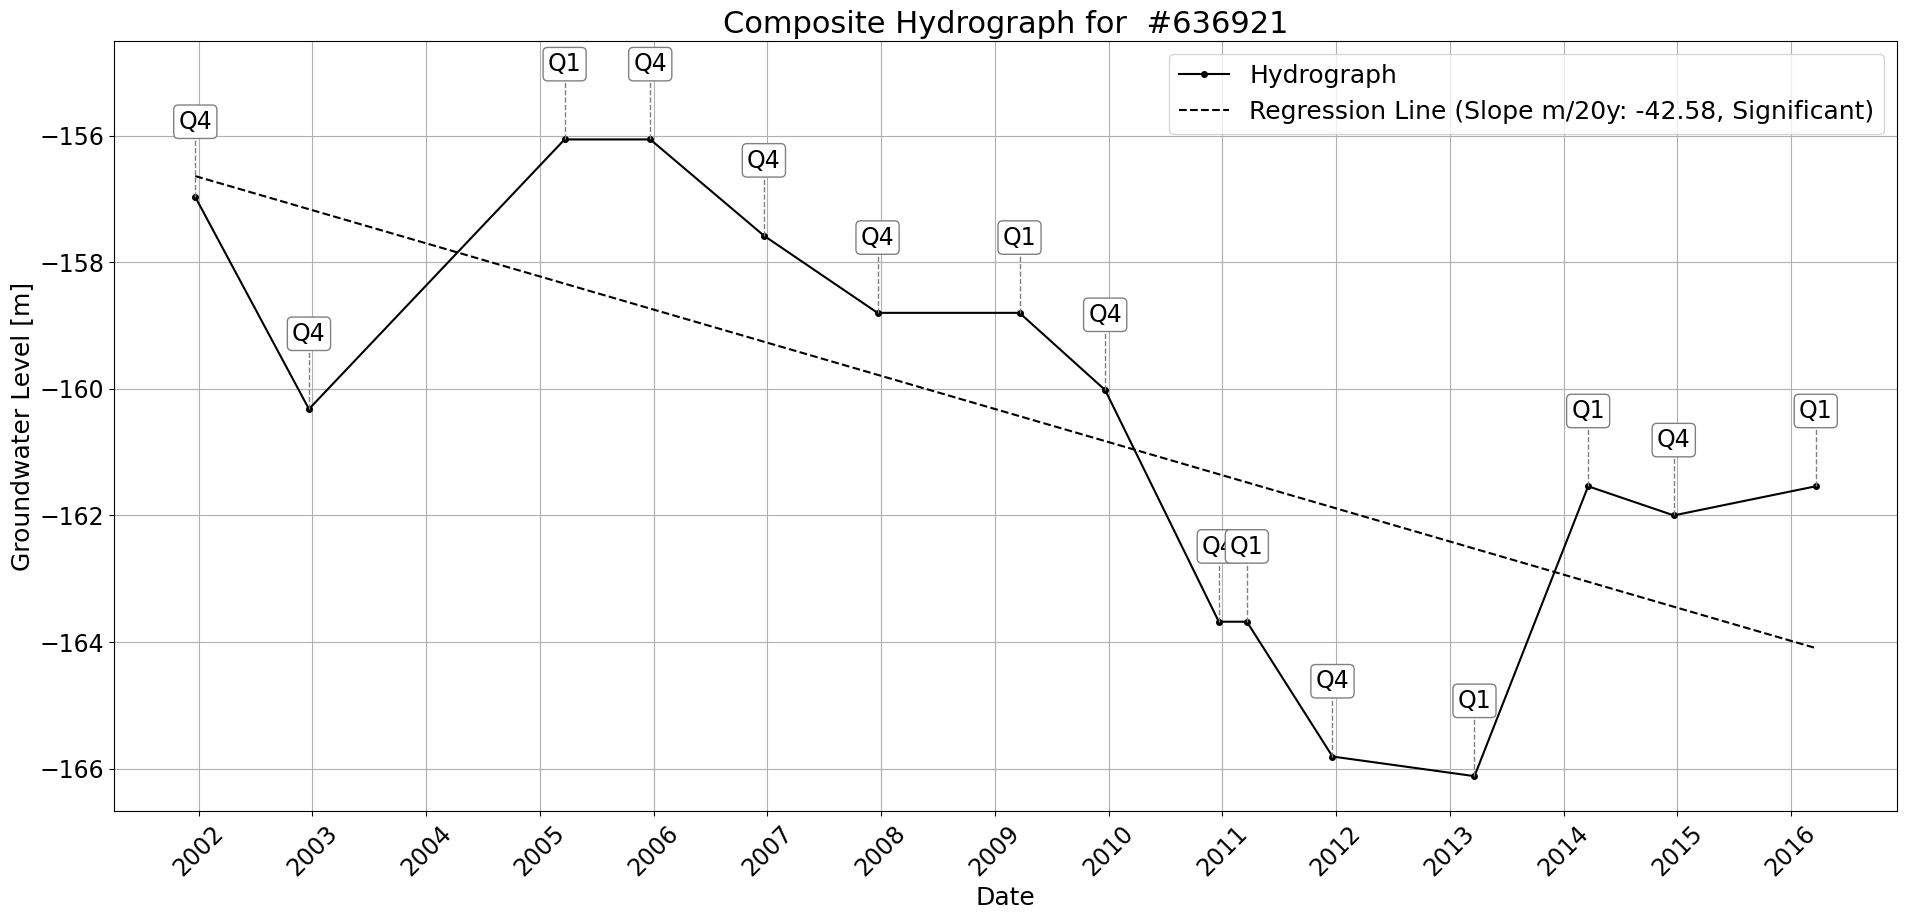 Composite Hydrograph for  #636921
Hydrograph
Regression Line (Slope m/20y: -42.58, Significant)
Q1
Q4
Q4
Q4
Q4
Q1
Q4
Q4
Q1
Q1
Q4
Q4
Q1
Q4
Q1
−156
−158
−160
−162
−164
−166
Groundwater Level [m]
2002
2003
2004
2005
2006
2007
2008
2009
2010
2011
2012
2013
2014
2015
2016
Date